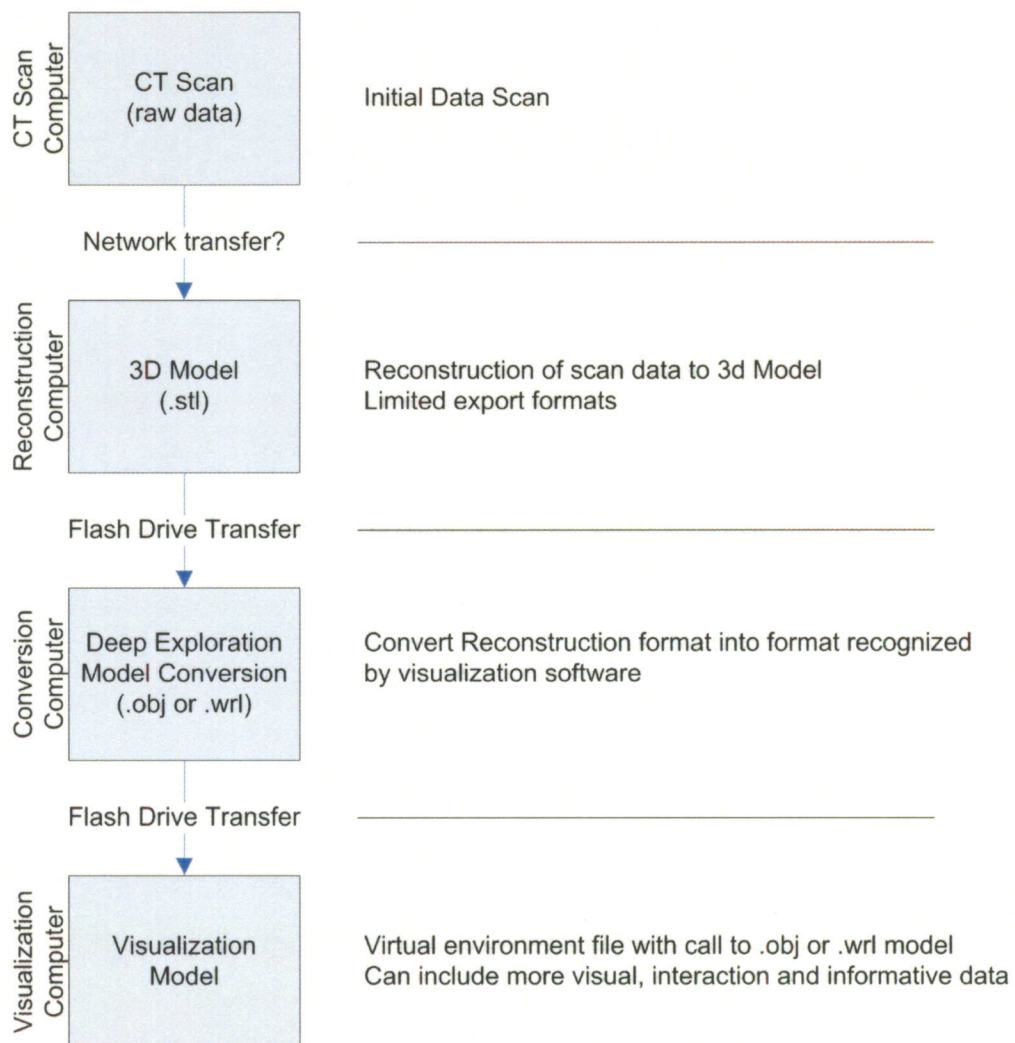 CT Scan
Computer
CT Scan
(raw data)
Initial Data Scan
Network transfer?
Reconstruction
Computer
3D Model
(.stl)
Reconstruction of scan data to 3d Model
Limited export formats
Flash Drive Transfer
Conversion
Computer
Deep Exploration
Model Conversion
(.obj or .wrl)
Convert Reconstruction format into format recognized
by visualization software
Flash Drive Transfer
Visualization
Computer
Visualization
Model
Virtual environment file with call to .obj or .wrl model
Can include more visual, interaction and informative data